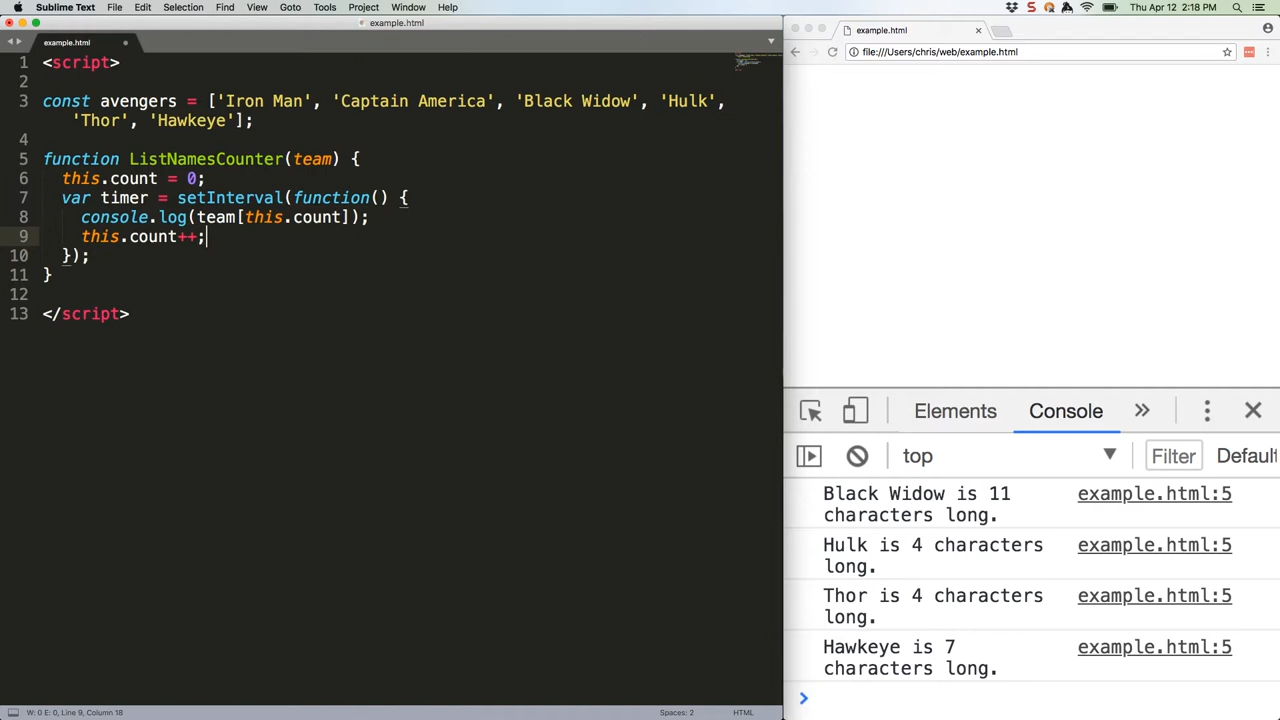 Sublime Text File Edit Selection Find View Goto Tools Project Window Help
Thu Apr 12 2:18 PM
example.html
example.html
1 <script>
2
3 const avengers = ['Iron Man', 'Captain America', 'Black Widow', 'Hulk',
'Thor', 'Hawkeye'];
4
5 function ListNamesCounter(team) {
6 this.count = 0;
7 var timer = setInterval(function() {
8 console.log(team[this.count]);
9 this.count++;
10 });
11 }
12
13 </script>
W: 0 E: 0, Line 9, Column 18
Spaces: 2
HTML
example.html
file:///Users/chris/web/example.html
Elements Console
top Filter Default
Black Widow is 11 example.html:5
characters long.
Hulk is 4 characters example.html:5
long.
Thor is 4 characters example.html:5
long.
Hawkeye is 7 example.html:5
characters long.